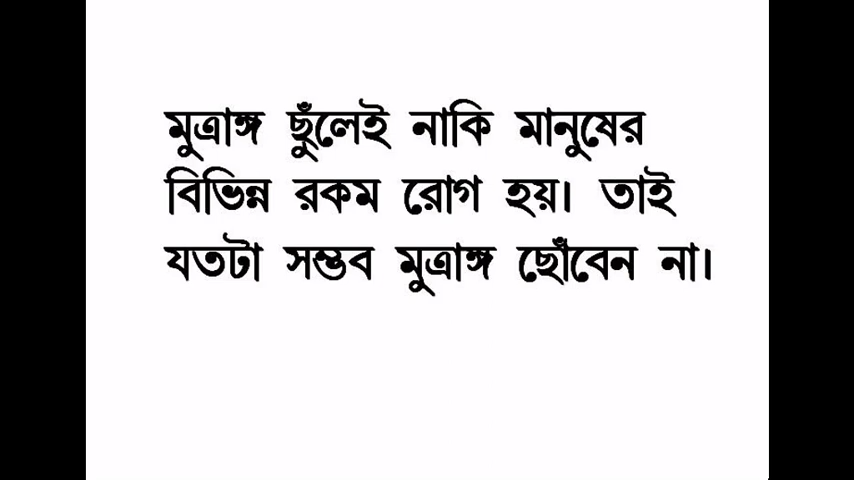 মুত্রাঙ্গ ছুঁলেই নাকি মানুষের
বিভিন্ন রকম রোগ হয়। তাই
যতটা সম্ভব মুত্রাঙ্গ ছোঁবেন না।